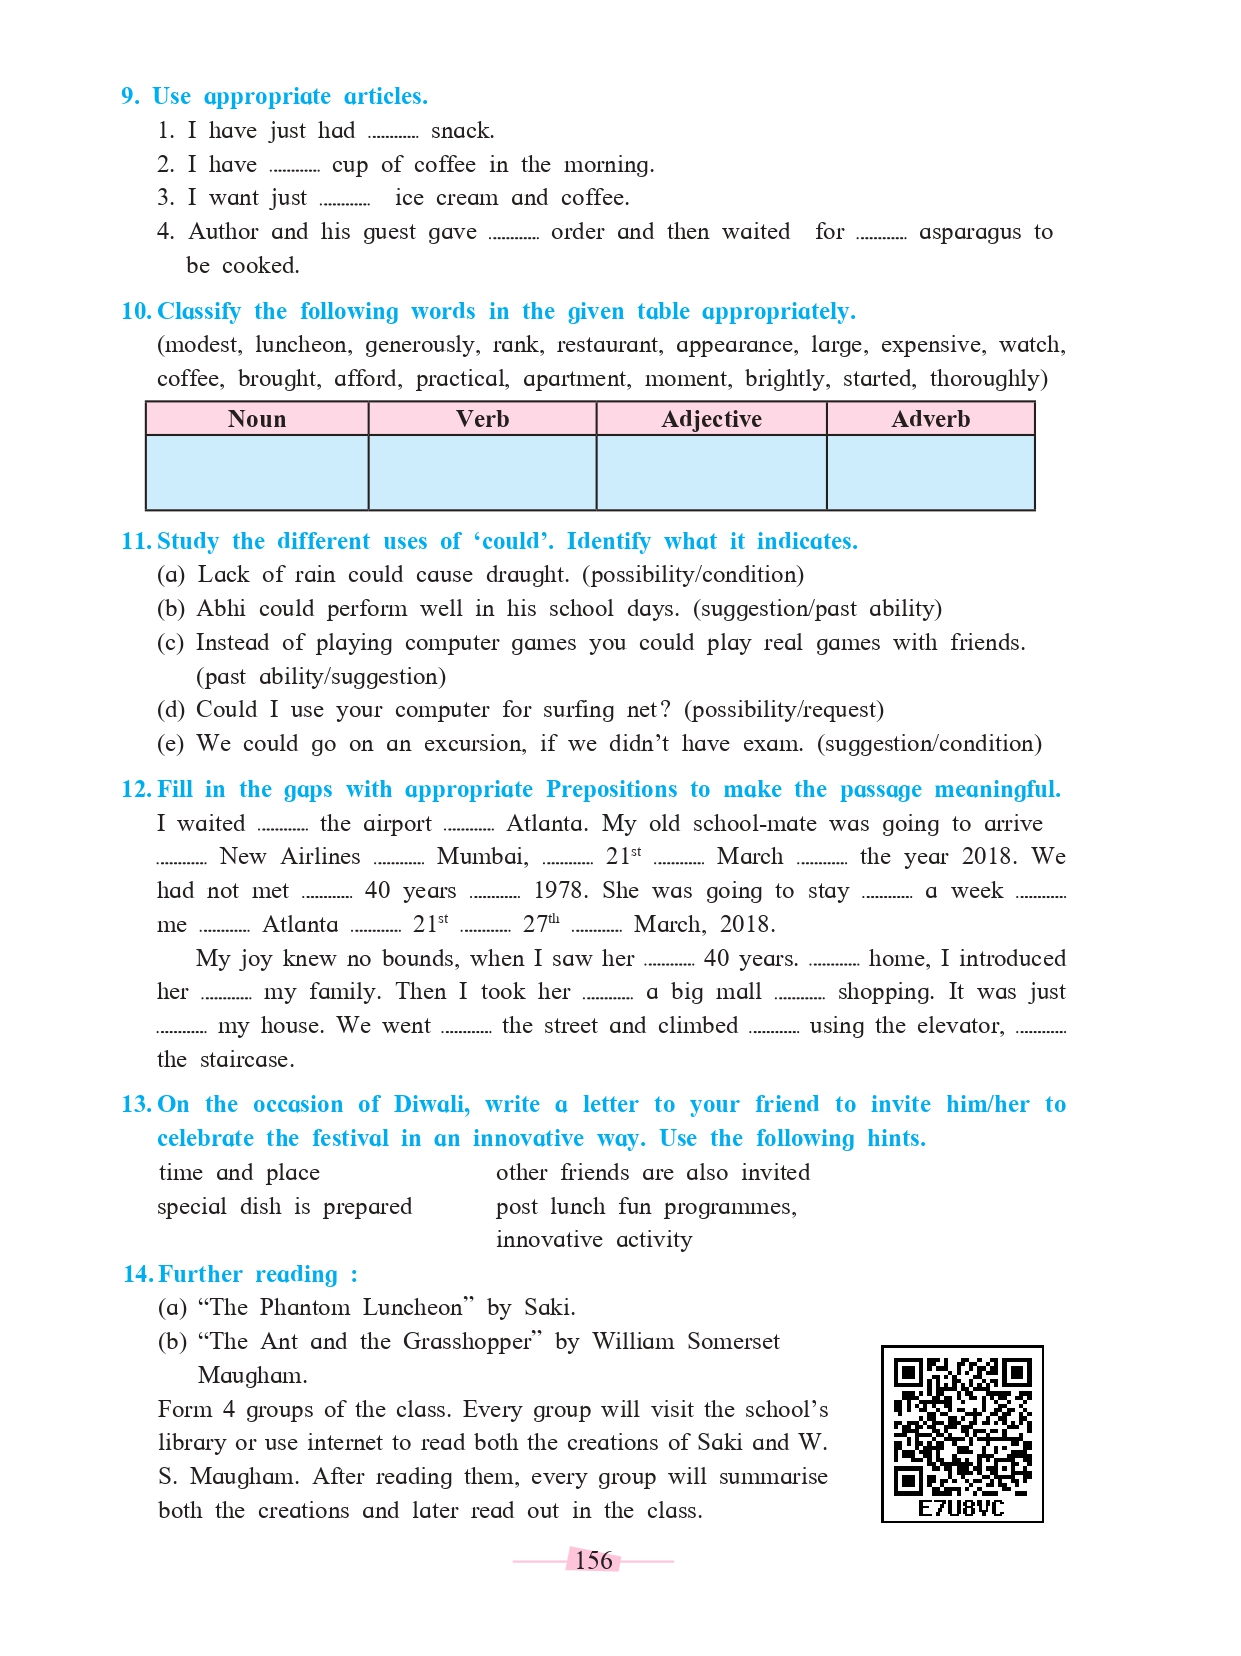 9. Use appropriate articles.
1. I have just had ............ snack.
2. I have ............ cup of coffee in the morning.
3. I want just ............ ice cream and coffee.
4. Author and his guest gave ............ order and then waited for ............ asparagus to
be cooked.
10. Classify the following words in the given table appropriately.
(modest, luncheon, generously, rank, restaurant, appearance, large, expensive, watch,
coffee, brought, afford, practical, apartment, moment, brightly, started, thoroughly)
Noun Verb Adjective Adverb
11. Study the different uses of ‘could’. Identify what it indicates.
(a) Lack of rain could cause draught. (possibility/condition)
(b) Abhi could perform well in his school days. (suggestion/past ability)
(c) Instead of playing computer games you could play real games with friends.
(past ability/suggestion)
(d) Could I use your computer for surfing net? (possibility/request)
(e) We could go on an excursion, if we didn’t have exam. (suggestion/condition)
12. Fill in the gaps with appropriate Prepositions to make the passage meaningful.
I waited ............ the airport ............ Atlanta. My old school-mate was going to arrive
............ New Airlines ............ Mumbai, ............ 21st ............ March ............ the year 2018. We
had not met ............ 40 years ............ 1978. She was going to stay ............ a week ............
me ............ Atlanta ............ 21st ............ 27th ............ March, 2018.
My joy knew no bounds, when I saw her ............ 40 years. ............ home, I introduced
her ............ my family. Then I took her ............ a big mall ............ shopping. It was just
............ my house. We went ............ the street and climbed ............ using the elevator, ............
the staircase.
13. On the occasion of Diwali, write a letter to your friend to invite him/her to
celebrate the festival in an innovative way. Use the following hints.
time and place other friends are also invited
special dish is prepared post lunch fun programmes,
innovative activity
14. Further reading :
(a) “The Phantom Luncheon” by Saki.
(b) “The Ant and the Grasshopper” by William Somerset
Maugham.
Form 4 groups of the class. Every group will visit the school’s
library or use internet to read both the creations of Saki and W.
S. Maugham. After reading them, every group will summarise
both the creations and later read out in the class.
E7U8VC
156